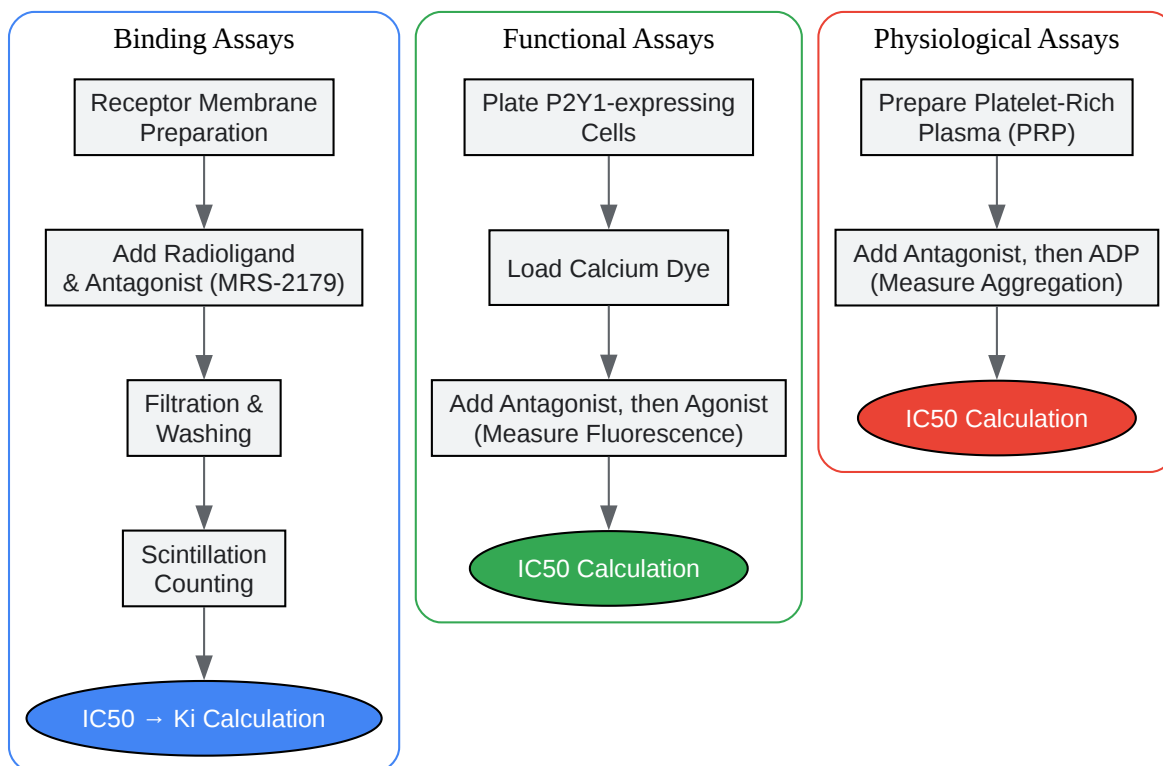 Binding Assays
Receptor Membrane
Preparation
Add Radioligand
& Antagonist (MRS-2179)
Filtration &
Washing
Scintillation
Counting
IC50 → Ki Calculation
Functional Assays
Plate P2Y1-expressing
Cells
Load Calcium Dye
Add Antagonist, then Agonist
(Measure Fluorescence)
IC50 Calculation
Physiological Assays
Prepare Platelet-Rich
Plasma (PRP)
Add Antagonist, then ADP
(Measure Aggregation)
IC50 Calculation